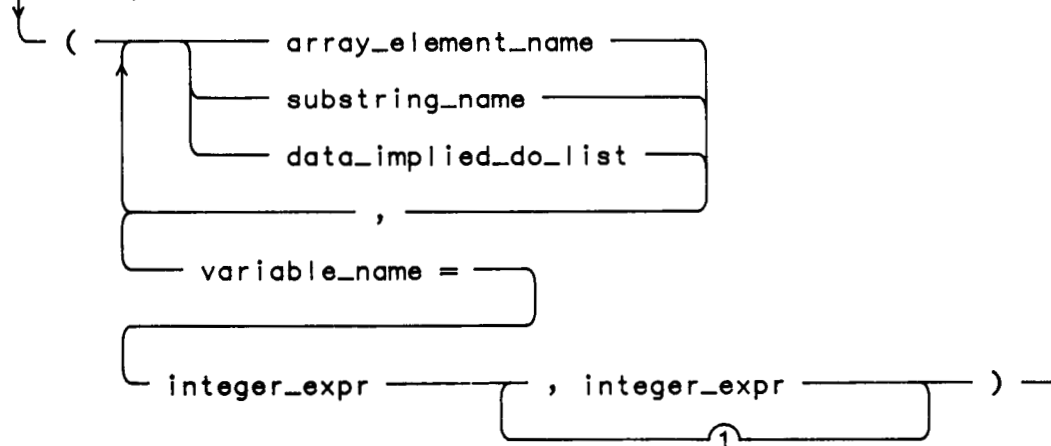 ( array_element_name
substring_name
data_implied_do_list
,
variable_name =
integer_expr , integer_expr )
1